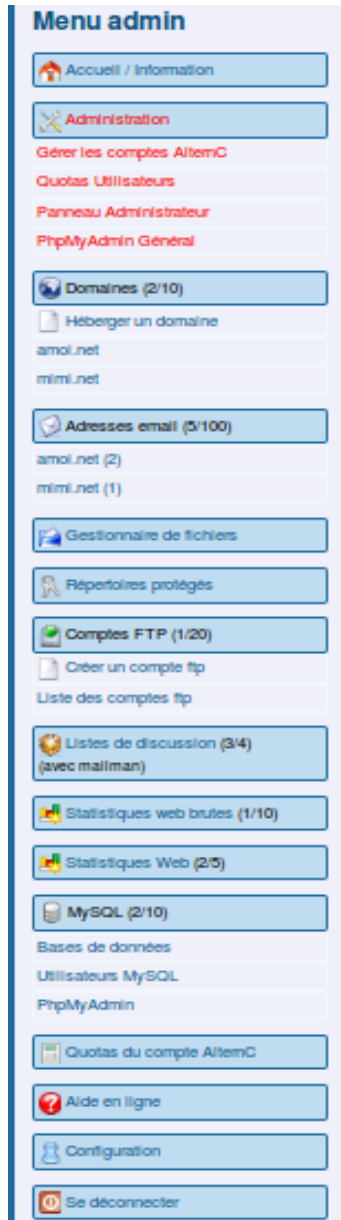 Menu admin
Accueil / Information
Administration
Gérer les comptes AlternC
Quotas Utilisateurs
Panneau Administrateur
PhpMyAdmin Général
Domaines (2/10)
Héberger un domaine
amoi.net
mimi.net
Adresses email (5/100)
amoi.net (2)
mimi.net (1)
Gestionnaire de fichiers
Répertoires protégés
Comptes FTP (1/20)
Créer un compte ftp
Liste des comptes ftp
Listes de discussion (3/4)
(avec mailman)
Statistiques web brutes (1/10)
Statistiques Web (2/5)
MySQL (2/10)
Bases de données
Utilisateurs MySQL
PhpMyAdmin
Quotas du compte AlternC
Aide en ligne
Configuration
Se déconnecter